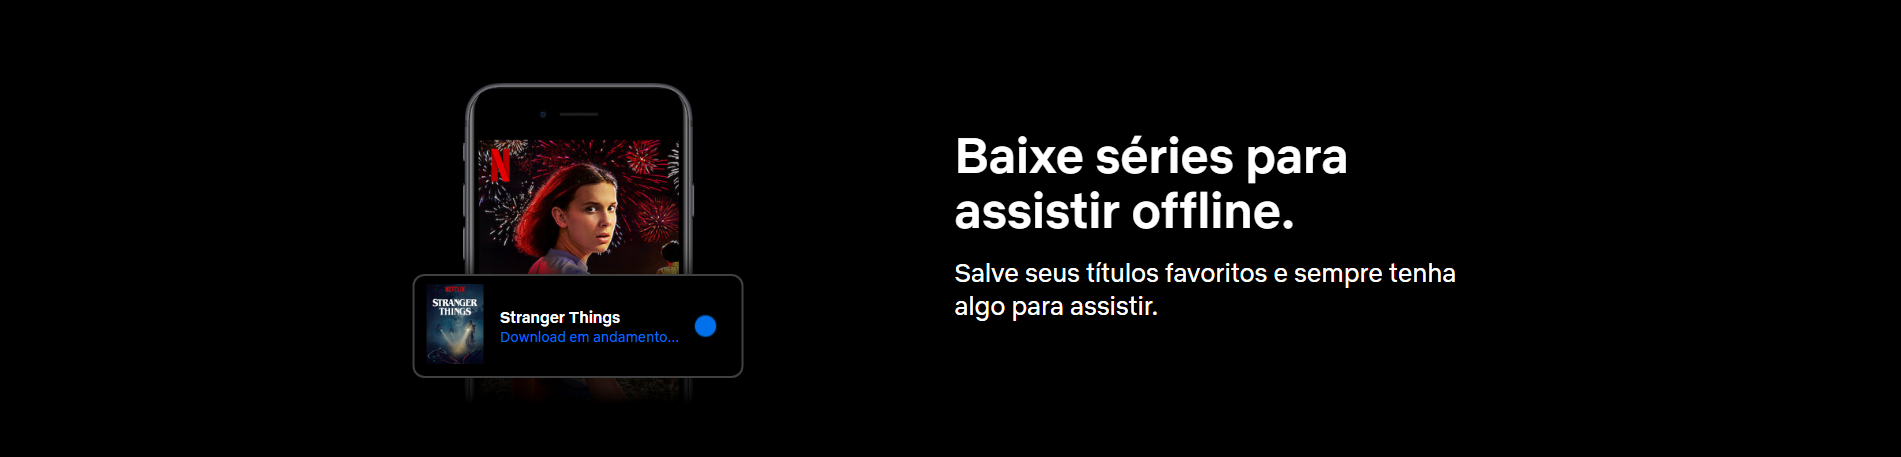 Baixe séries para
assistir offline.
Salve seus títulos favoritos e sempre tenha
algo para assistir.
N
NETFLIX
STRANGER
THINGS
Stranger Things
Download em andamento...